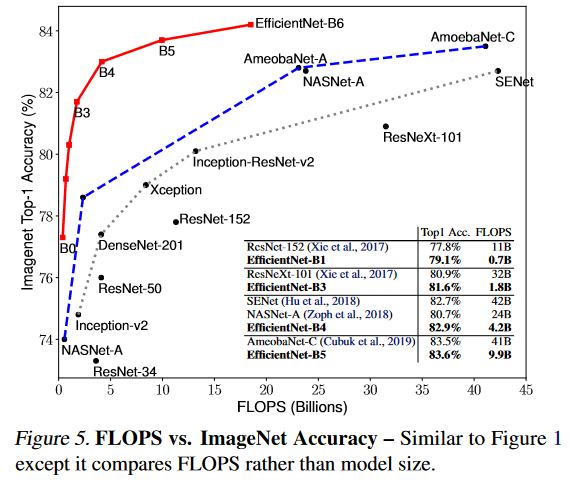 84
82
80
78
76
74
Imagenet Top-1 Accuracy (%)
EfficientNet-B6
AmoebaNet-C
B5
AmeobaNet-A
B4
NASNet-A
SENet
B3
ResNeXt-101
Inception-ResNet-v2
Xception
ResNet-152
B0
DenseNet-201
ResNet-50
Inception-v2
NASNet-A
ResNet-34
Top1 Acc. FLOPS
ResNet-152 (Xie et al., 2017) 77.8% 11B
EfficientNet-B1 79.1% 0.7B
ResNeXt-101 (Xie et al., 2017) 80.9% 32B
EfficientNet-B3 81.6% 1.8B
SENet (Hu et al., 2018) 82.7% 42B
NASNet-A (Zoph et al., 2018) 80.7% 24B
EfficientNet-B4 82.9% 4.2B
AmeobaNet-C (Cubuk et al., 2019) 83.5% 41B
EfficientNet-B5 83.6% 9.9B
0 5 10 15 20 25 30 35 40 45
FLOPS (Billions)
Figure 5. FLOPS vs. ImageNet Accuracy – Similar to Figure 1
except it compares FLOPS rather than model size.